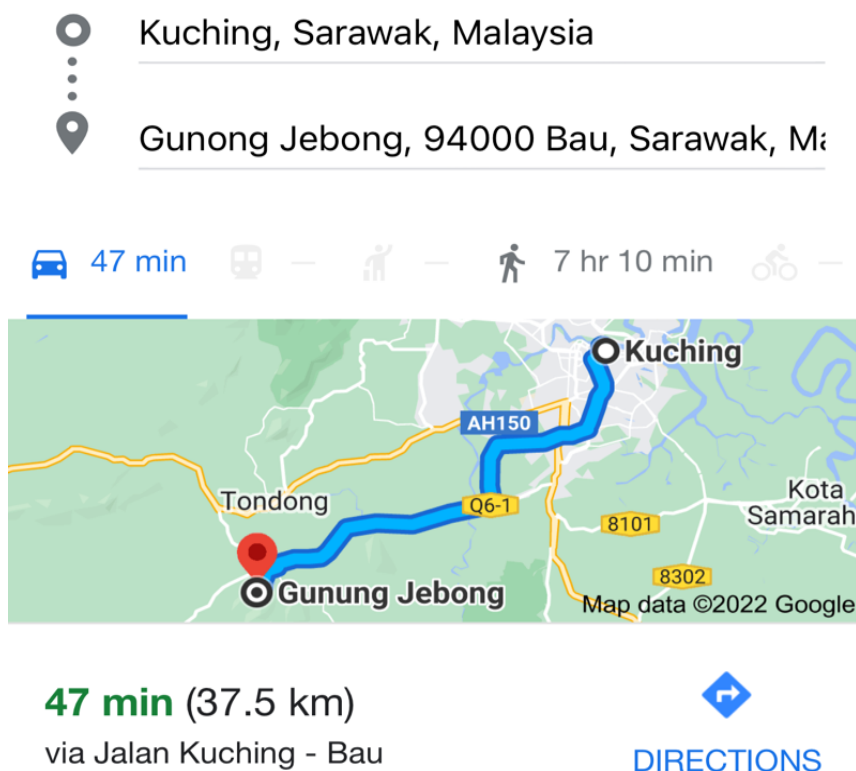 Kuching, Sarawak, Malaysia
Gunong Jebong, 94000 Bau, Sarawak, Ma
47 min
—
—
7 hr 10 min
—
Kuching
AH150
Tondong
Q6-1
Kota
Samarah
8101
8302
Gunung Jebong
Map data ©2022 Google
47 min (37.5 km)
via Jalan Kuching - Bau
DIRECTIONS